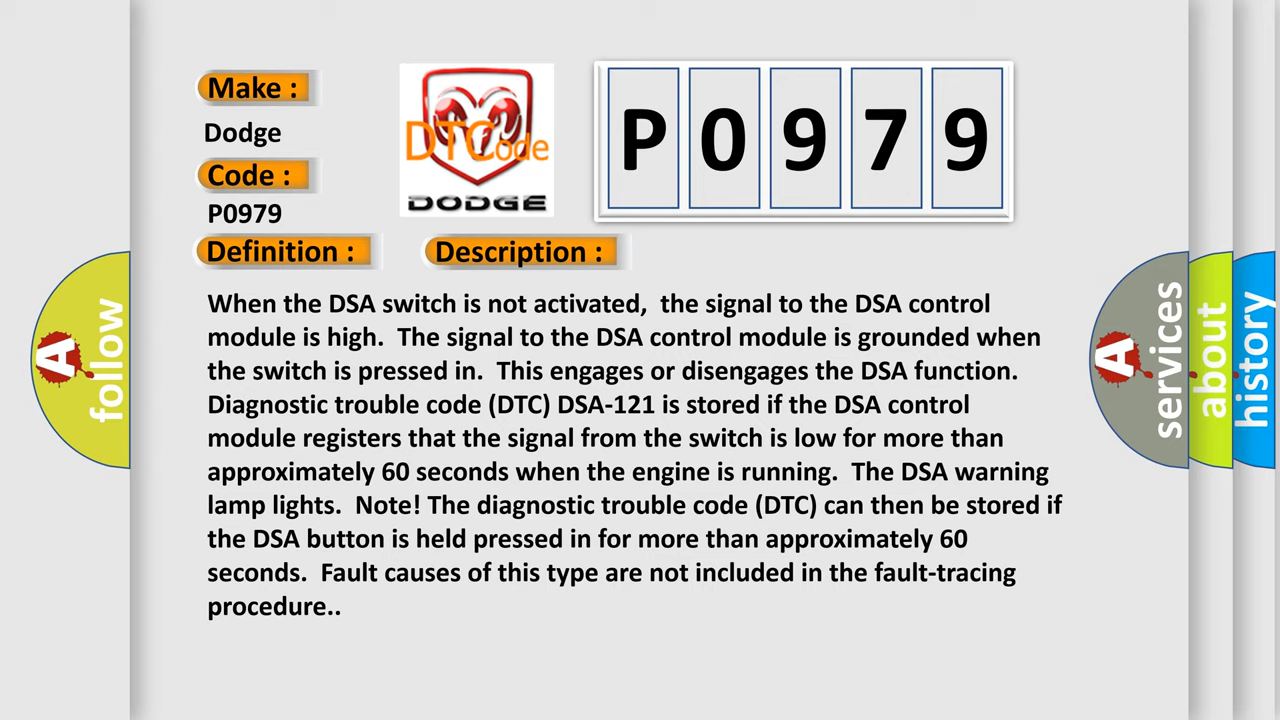 Make :
Dodge
Code :
P0979
DTCode
DODGE
P0979
Definition :
Description :
When the DSA switch is not activated, the signal to the DSA control
module is high. The signal to the DSA control module is grounded when
the switch is pressed in. This engages or disengages the DSA function.
Diagnostic trouble code (DTC) DSA-121 is stored if the DSA control
module registers that the signal from the switch is low for more than
approximately 60 seconds when the engine is running. The DSA warning
lamp lights. Note! The diagnostic trouble code (DTC) can then be stored if
the DSA button is held pressed in for more than approximately 60
seconds. Fault causes of this type are not included in the fault-tracing
procedure..
A
follow
A
services
about
history